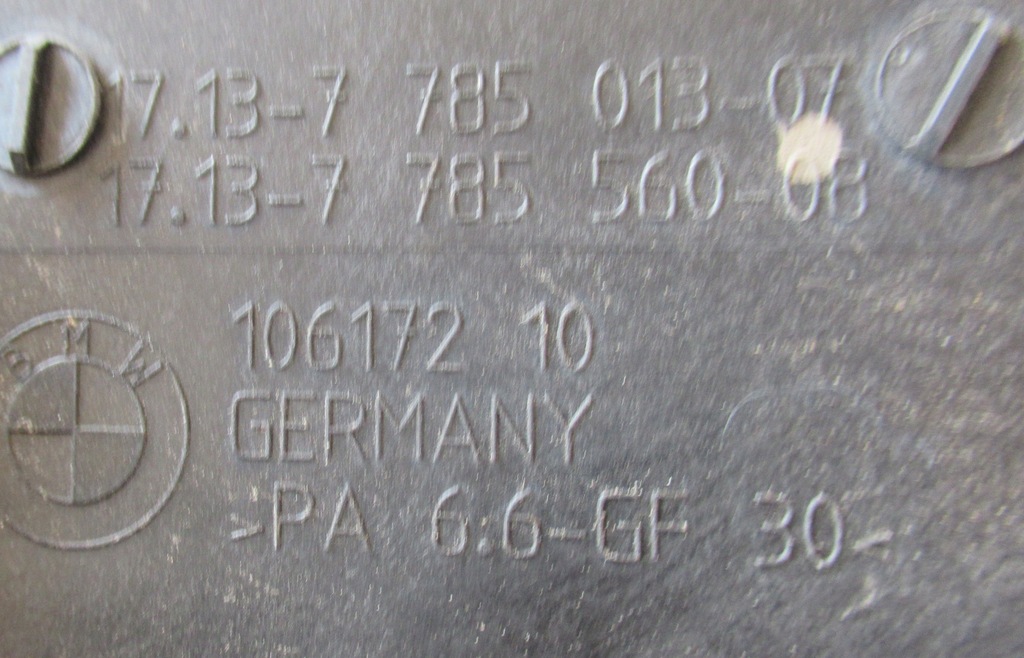 17.13-7 785 013-07
17.13-7 785 560-08
BMW
106172 10
GERMANY
>PA 6.6-GF 30<